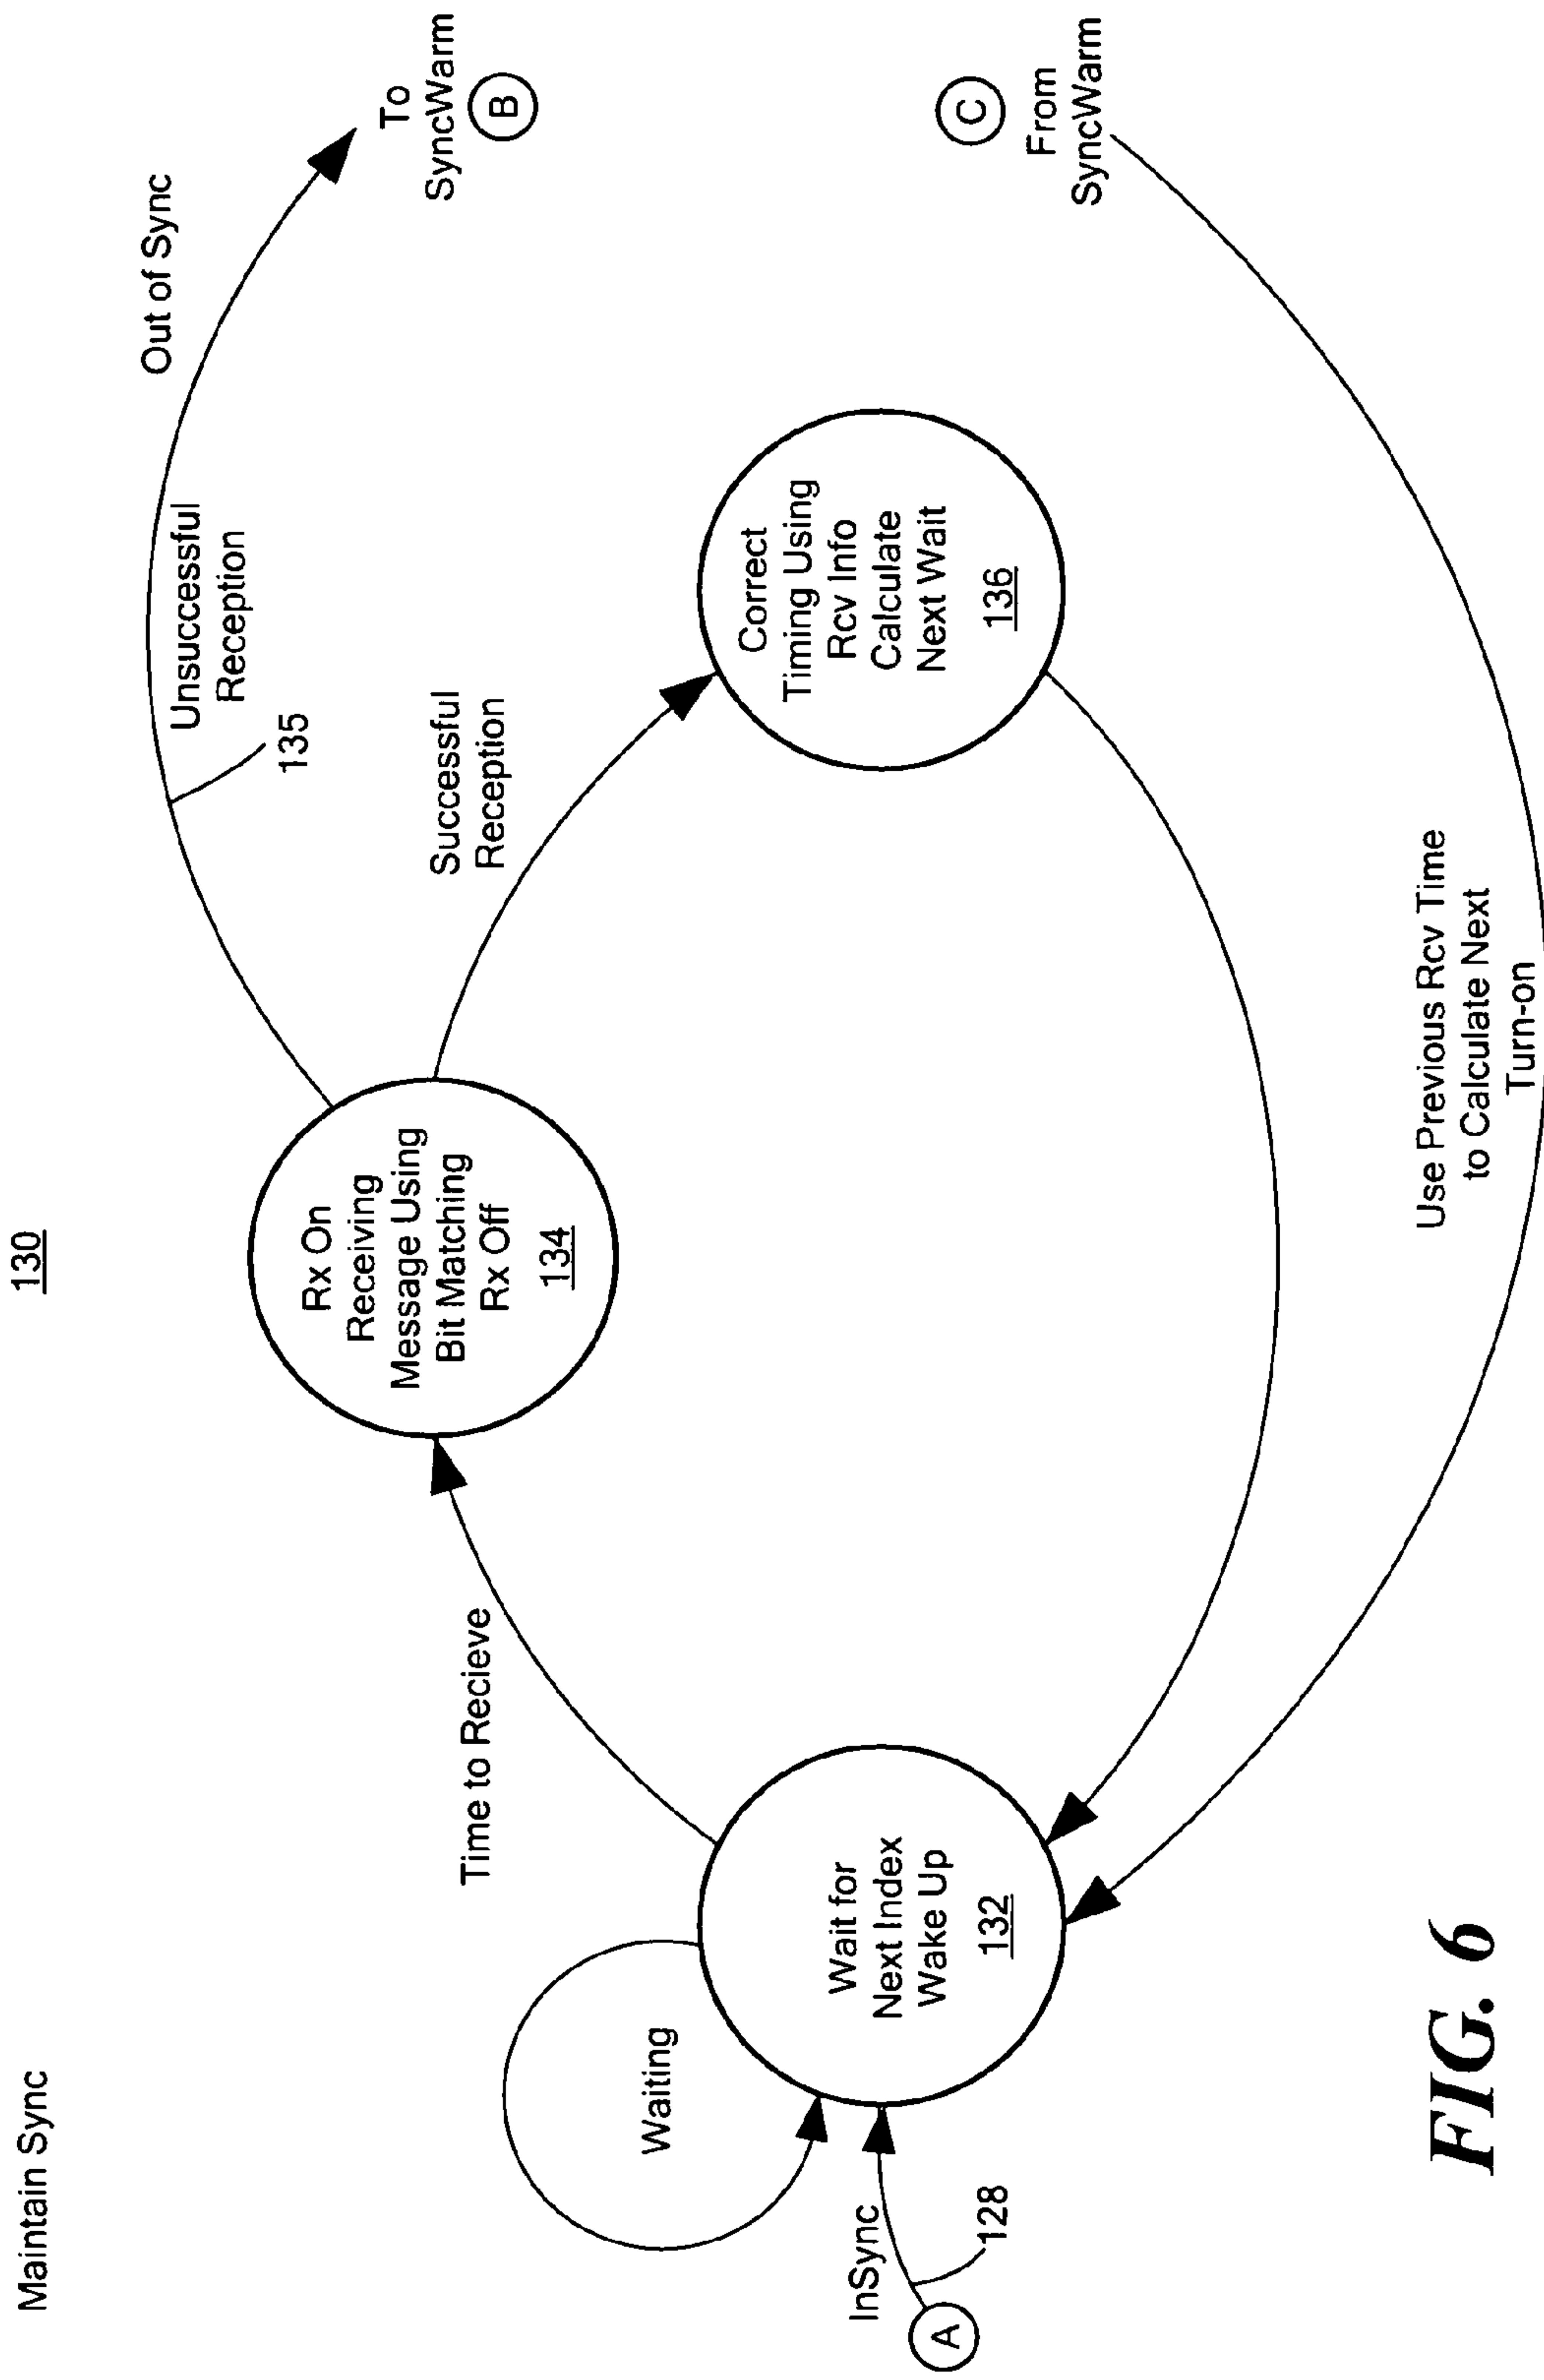 Maintain Sync
130
Out of Sync
To
SyncWarm
B
Unsuccessful
Reception
135
Rx On
Receiving
Message Using
Bit Matching
Rx Off
134
Successful
Reception
Time to Recieve
Waiting
Correct
Timing Using
Rcv Info
Calculate
Next Wait
136
C
From
SyncWarm
InSync
A
128
Wait for
Next Index
Wake Up
132
Use Previous Rcv Time
to Calculate Next
Turn-on
FIG. 6